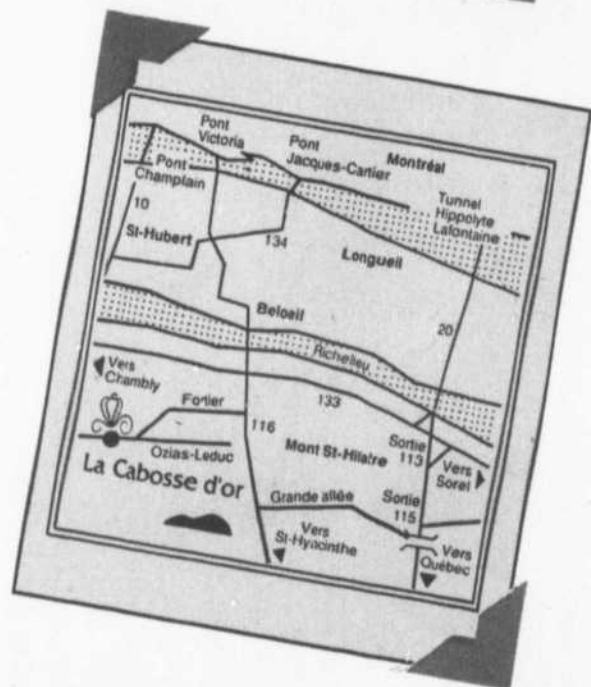 Pont
Victoria
Pont
Jacques-Cartier
Montréal
Pont
Champlain
Tunnel
Hippolyte
Lafontaine
10
St-Hubert
134
Longueil
20
Beloeil
Richelieu
Vers
Chambly
Fortier
133
116
Ozias-Leduc
Mont St-Hilaire
Sortie
113
Vers
Sorel
La Cabosse d'or
Grande allée
Sortie
115
Vers
St-Hyacinthe
Vers
Québec